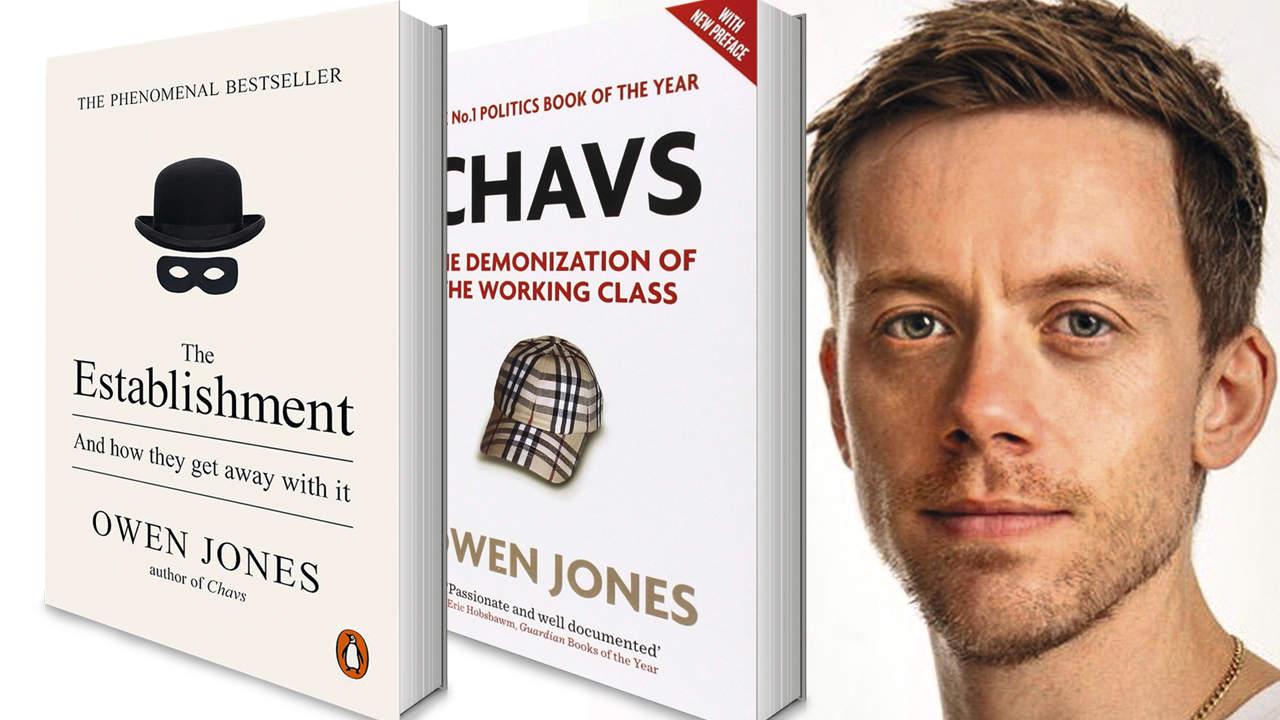 THE PHENOMENAL BESTSELLER
The
Establishment
And how they get away with it
OWEN JONES
author of Chavs
WITH
NEW PREFACE
No.1 POLITICS BOOK OF THE YEAR
CHAVS
DEMONIZATION OF
THE WORKING CLASS
OWEN JONES
'Passionate and well documented'
Eric Hobsbawm, Guardian Books of the Year